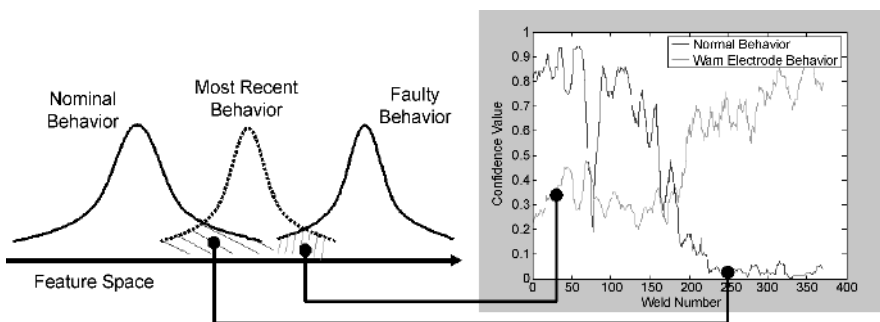 Nominal
Behavior
Most Recent
Behavior
Faulty
Behavior
Feature Space
Normal Behavior
Warn Electrode Behavior
Confidence Value
1
0.9
0.8
0.7
0.6
0.5
0.4
0.3
0.2
0.1
0
0 50 100 150 200 250 300 350 400
Weld Number